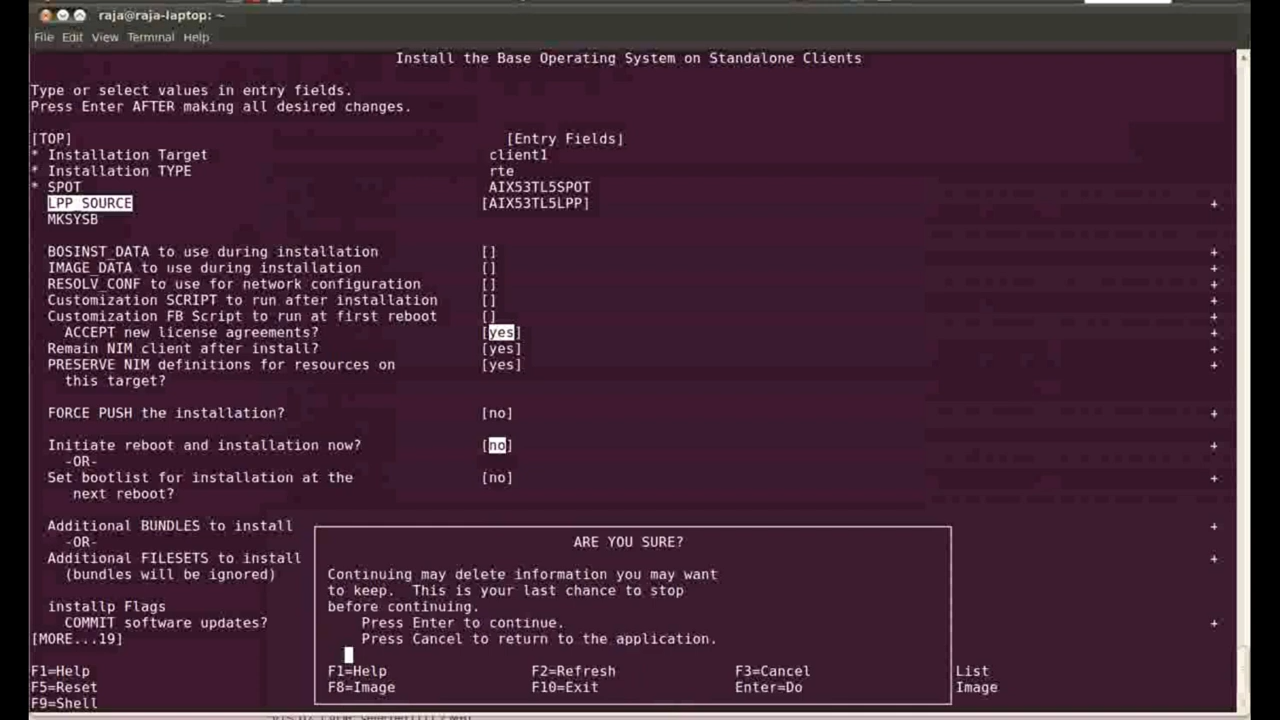 raja@raja-laptop: ~
File Edit View Terminal Help
Install the Base Operating System on Standalone Clients
Type or select values in entry fields.
Press Enter AFTER making all desired changes.
[TOP] [Entry Fields]
* Installation Target client1
* Installation TYPE rte
* SPOT AIX53TL5SPOT
LPP_SOURCE [AIX53TL5LPP] +
MKSYSB
BOSINST_DATA to use during installation [] +
IMAGE_DATA to use during installation [] +
RESOLV_CONF to use for network configuration [] +
Customization SCRIPT to run after installation [] +
Customization FB Script to run at first reboot [] +
ACCEPT new license agreements? [yes] +
Remain NIM client after install? [yes] +
PRESERVE NIM definitions for resources on [yes] +
this target?
FORCE PUSH the installation? [no] +
Initiate reboot and installation now? [no] +
-OR-
Set bootlist for installation at the [no] +
next reboot?
Additional BUNDLES to install +
-OR-
Additional FILESETS to install +
(bundles will be ignored)
installp Flags
COMMIT software updates? +
[MORE...19]
ARE YOU SURE?
Continuing may delete information you may want
to keep. This is your last chance to stop
before continuing.
Press Enter to continue.
Press Cancel to return to the application.
F1=Help F2=Refresh F3=Cancel
F8=Image F10=Exit Enter=Do
F1=Help List
F5=Reset Image
F9=Shell